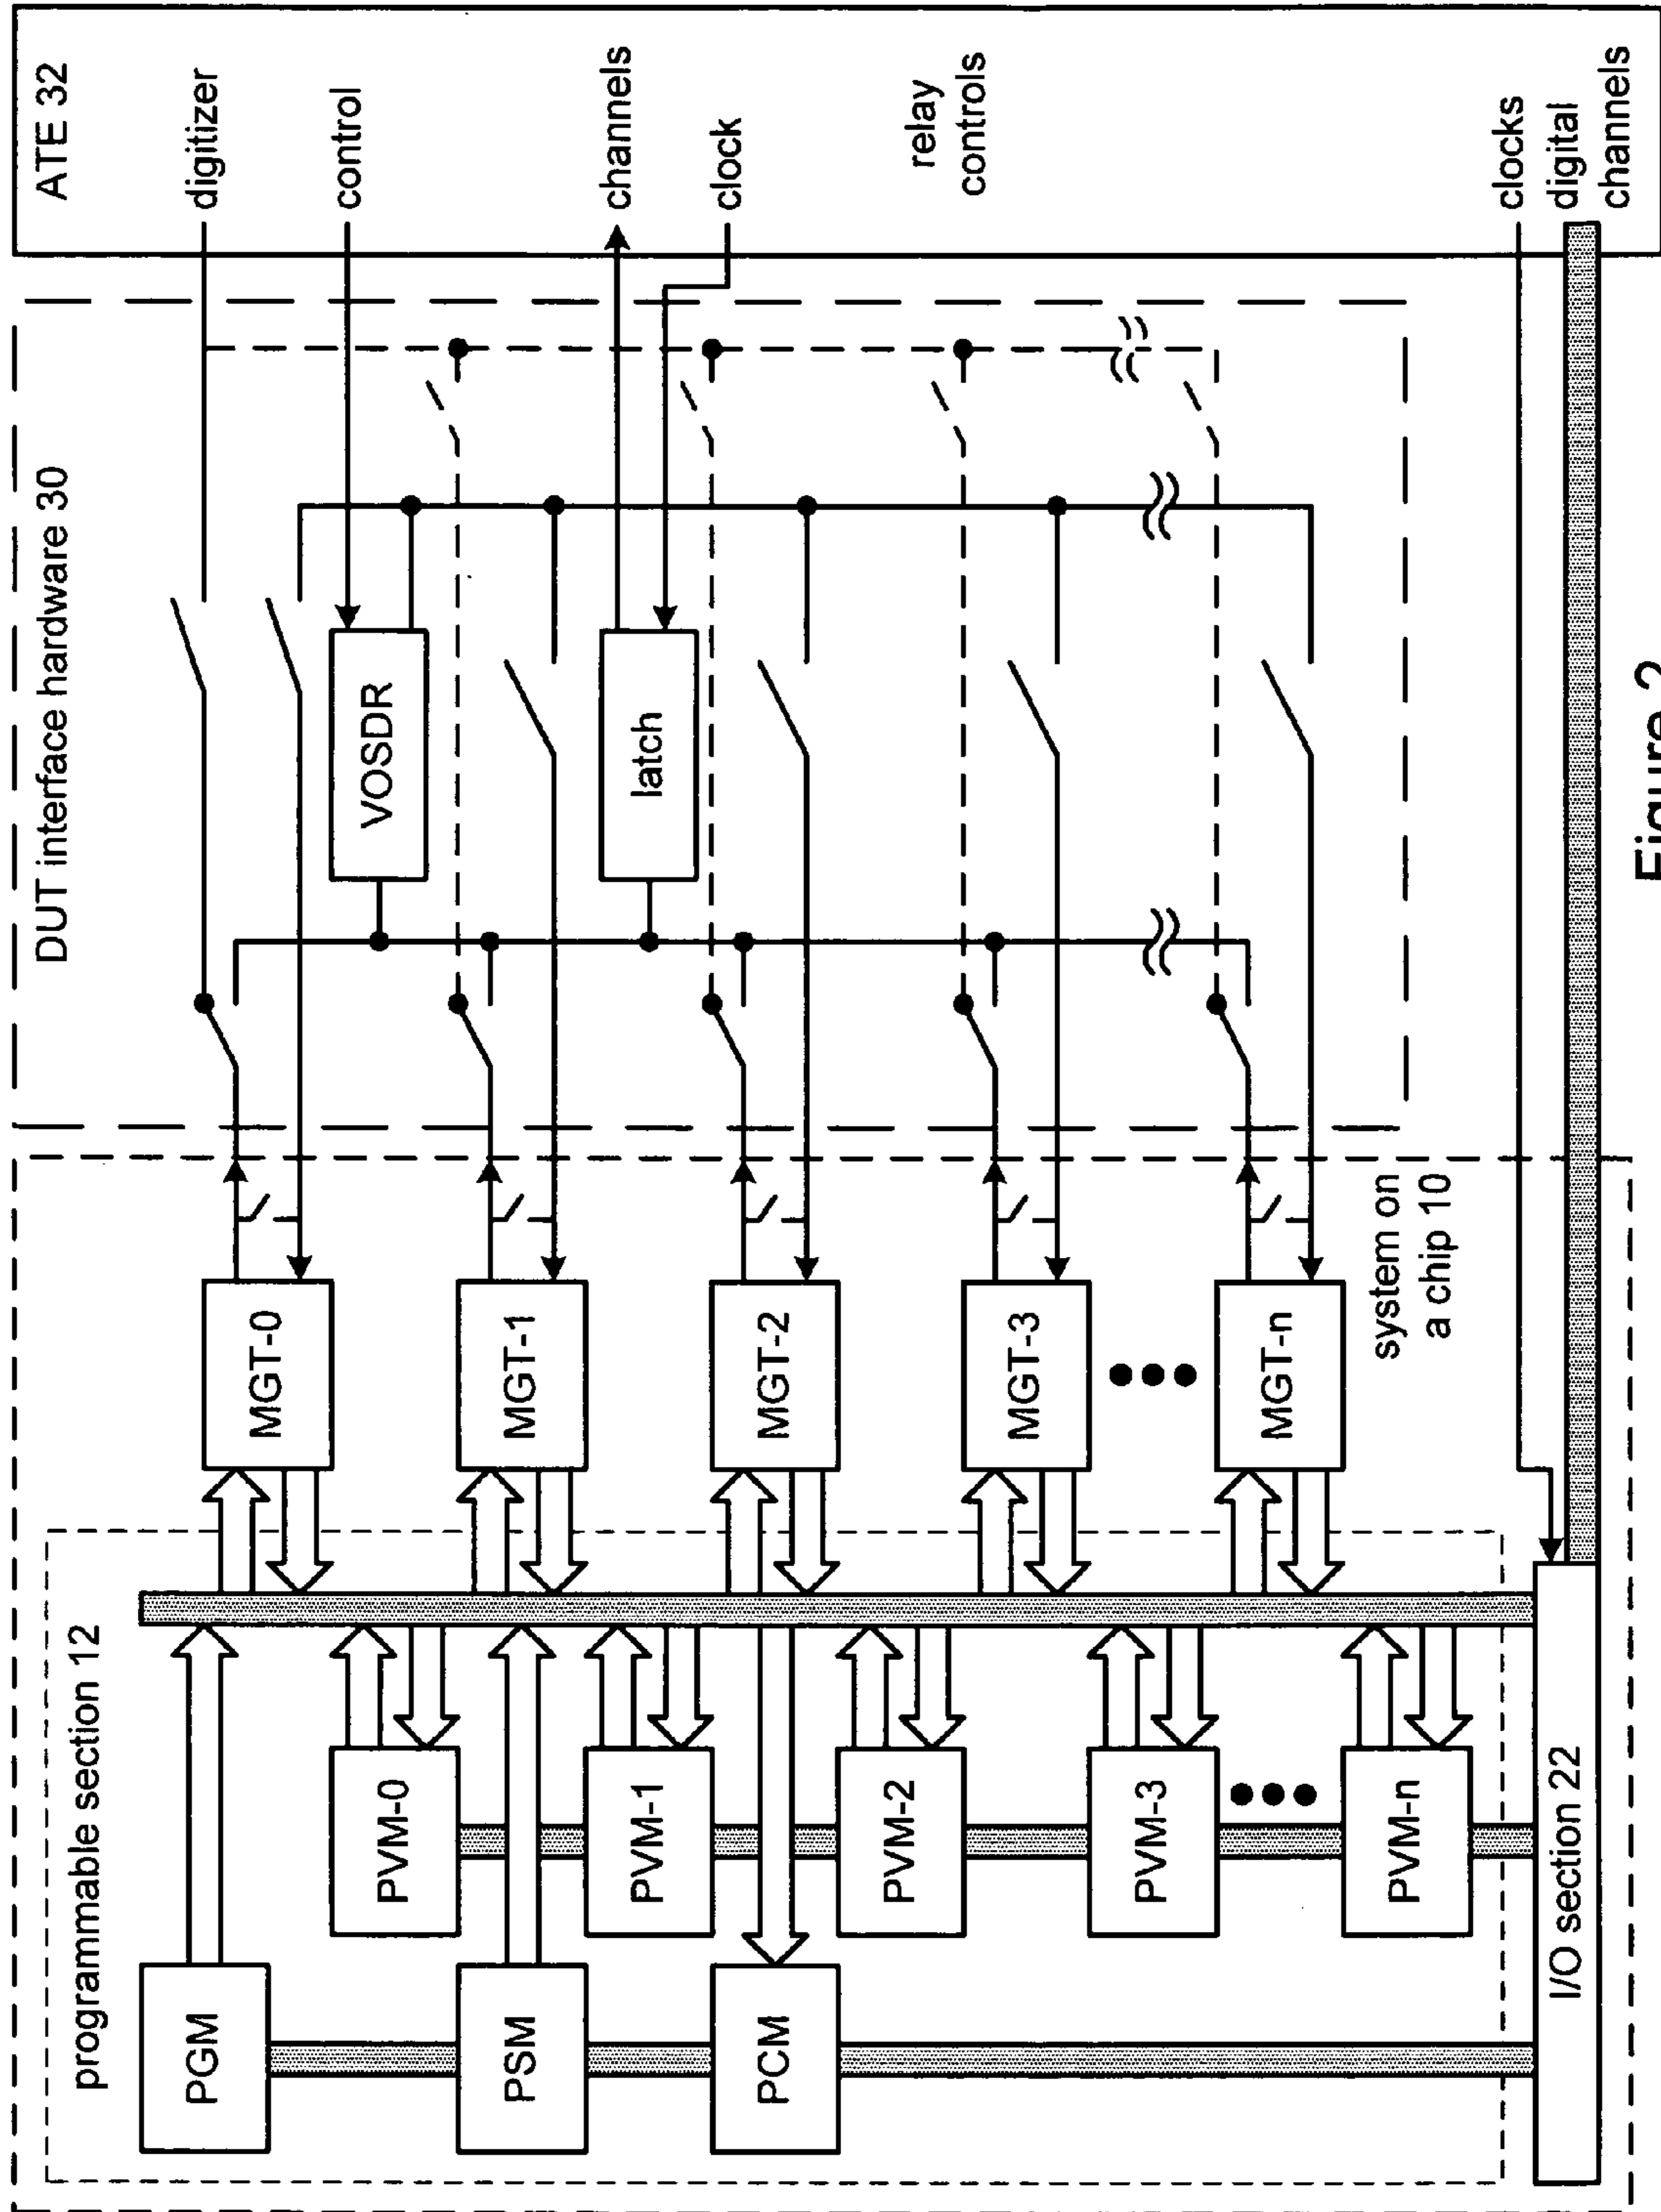 ATE 32
digitizer
control
channels
clock
relay
controls
clocks
digital
channels
DUT interface hardware 30
VOSDR
latch
system on
a chip 10
MGT-0
MGT-1
MGT-2
MGT-3
MGT-n
programmable section 12
PVM-0
PVM-1
PVM-2
PVM-3
PVM-n
PGM
PSM
PCM
I/O section 22
Figure 2